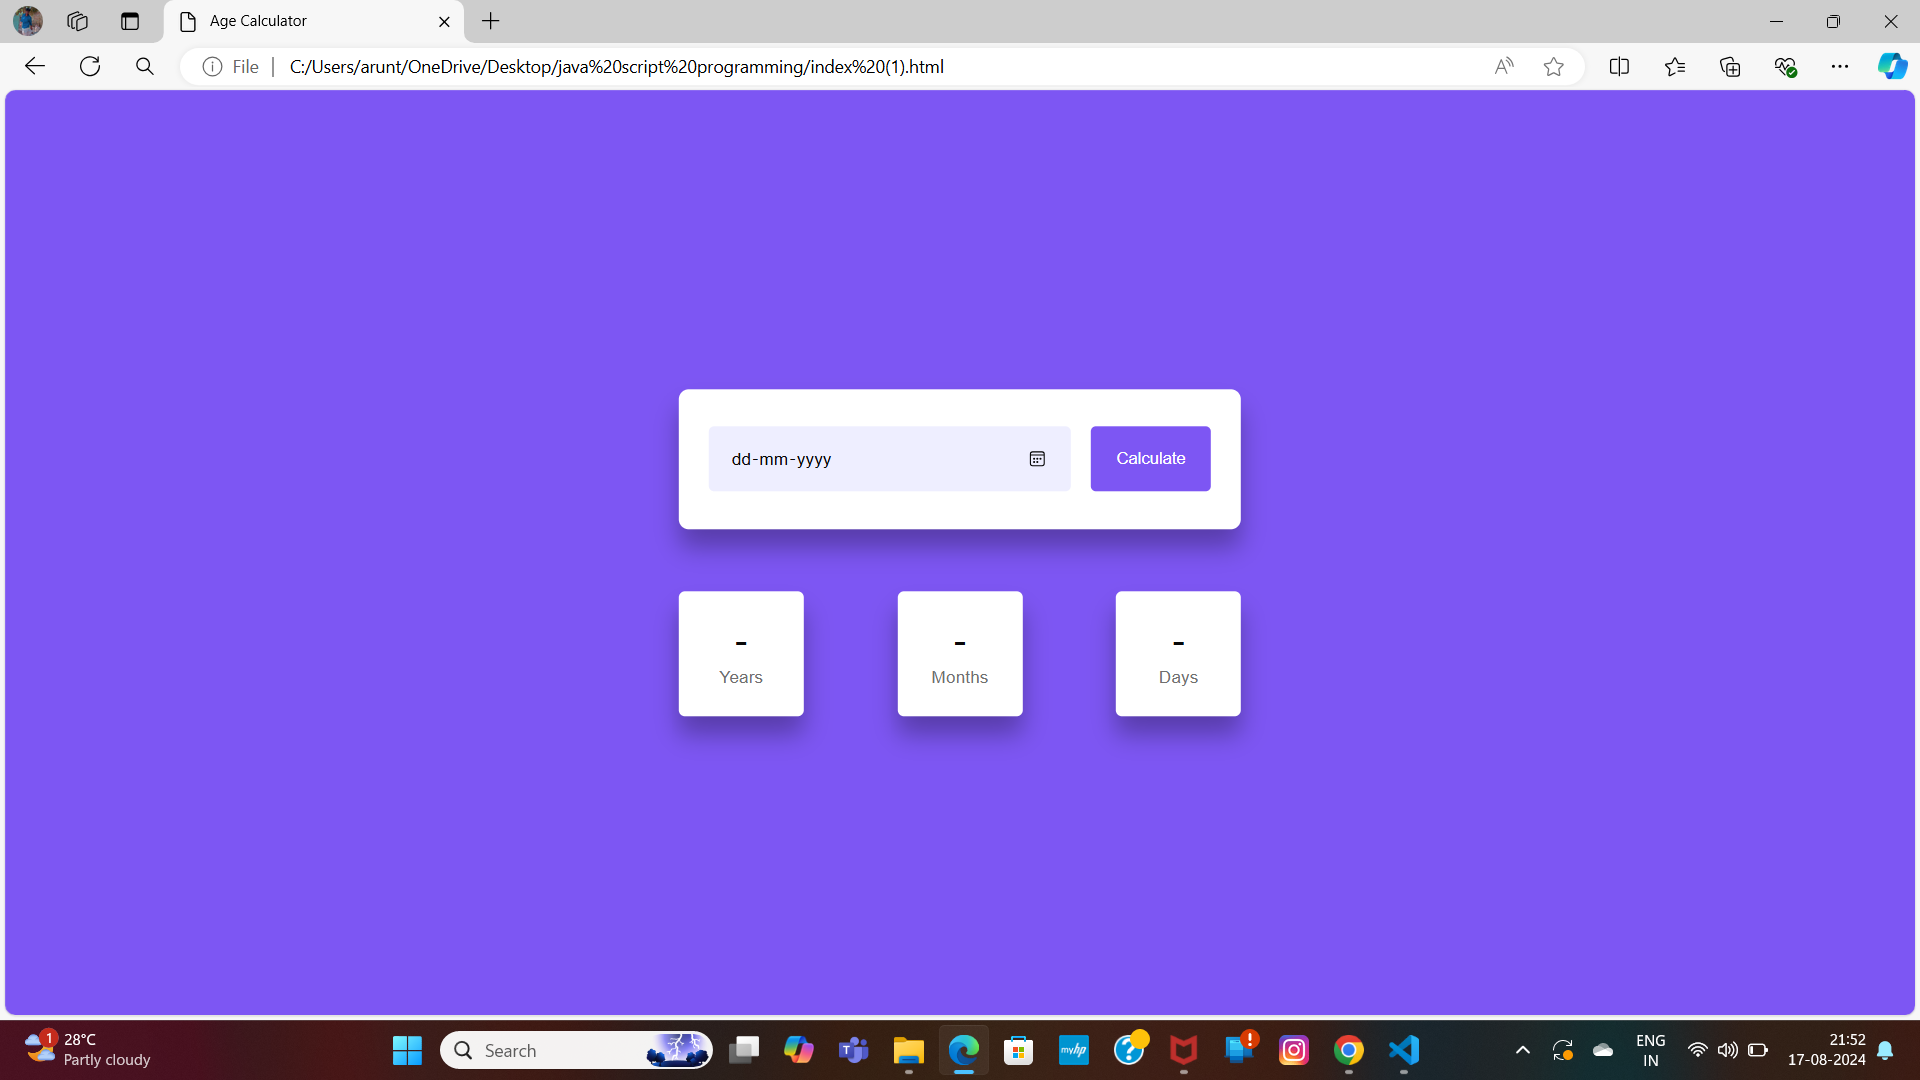 Age Calculator
File
C:/Users/arunt/OneDrive/Desktop/java%20script%20programming/index%20(1).html
dd-mm-yyyy
Calculate
-
Years
-
Months
-
Days
1
28°C
Partly cloudy
Search
myhp
ENG
IN
21:52
17-08-2024